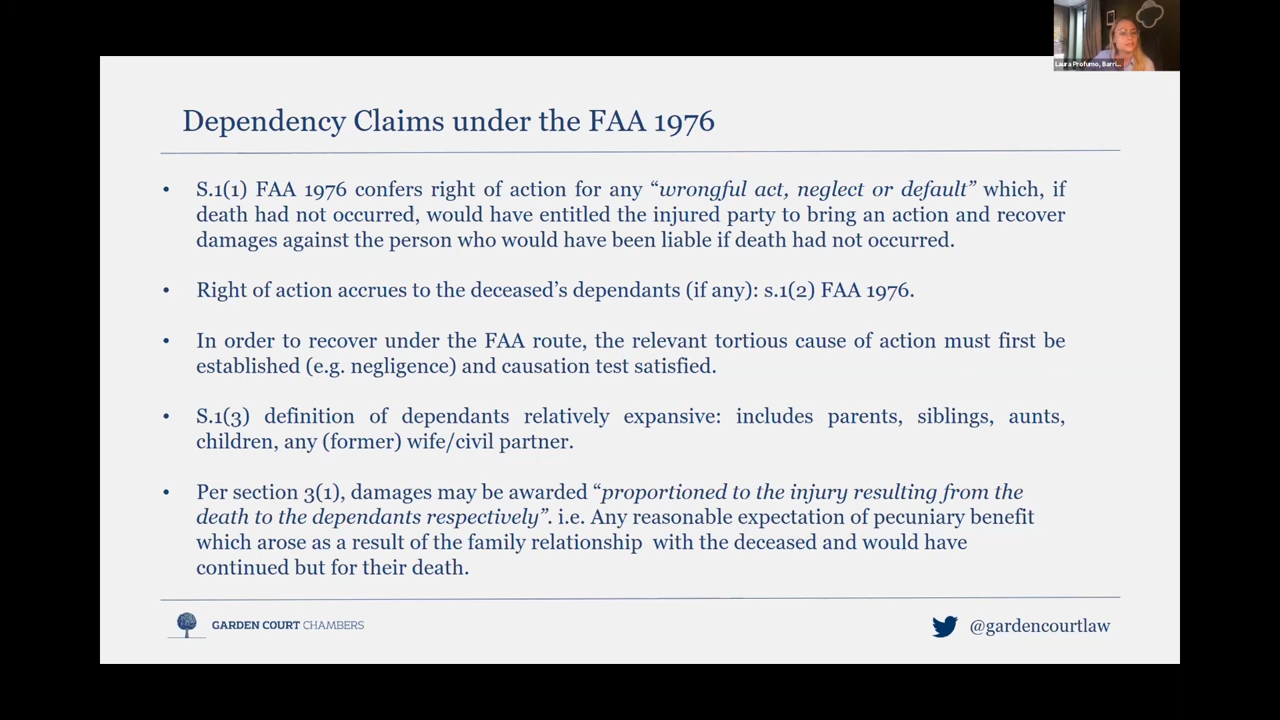 Laura Profumo, Barri...
Dependency Claims under the FAA 1976
• S.1(1) FAA 1976 confers right of action for any “wrongful act, neglect or default” which, if
death had not occurred, would have entitled the injured party to bring an action and recover
damages against the person who would have been liable if death had not occurred.
• Right of action accrues to the deceased’s dependants (if any): s.1(2) FAA 1976.
• In order to recover under the FAA route, the relevant tortious cause of action must first be
established (e.g. negligence) and causation test satisfied.
• S.1(3) definition of dependants relatively expansive: includes parents, siblings, aunts,
children, any (former) wife/civil partner.
• Per section 3(1), damages may be awarded “proportioned to the injury resulting from the
death to the dependants respectively”. i.e. Any reasonable expectation of pecuniary benefit
which arose as a result of the family relationship with the deceased and would have
continued but for their death.
GARDEN COURT CHAMBERS
@gardencourtlaw